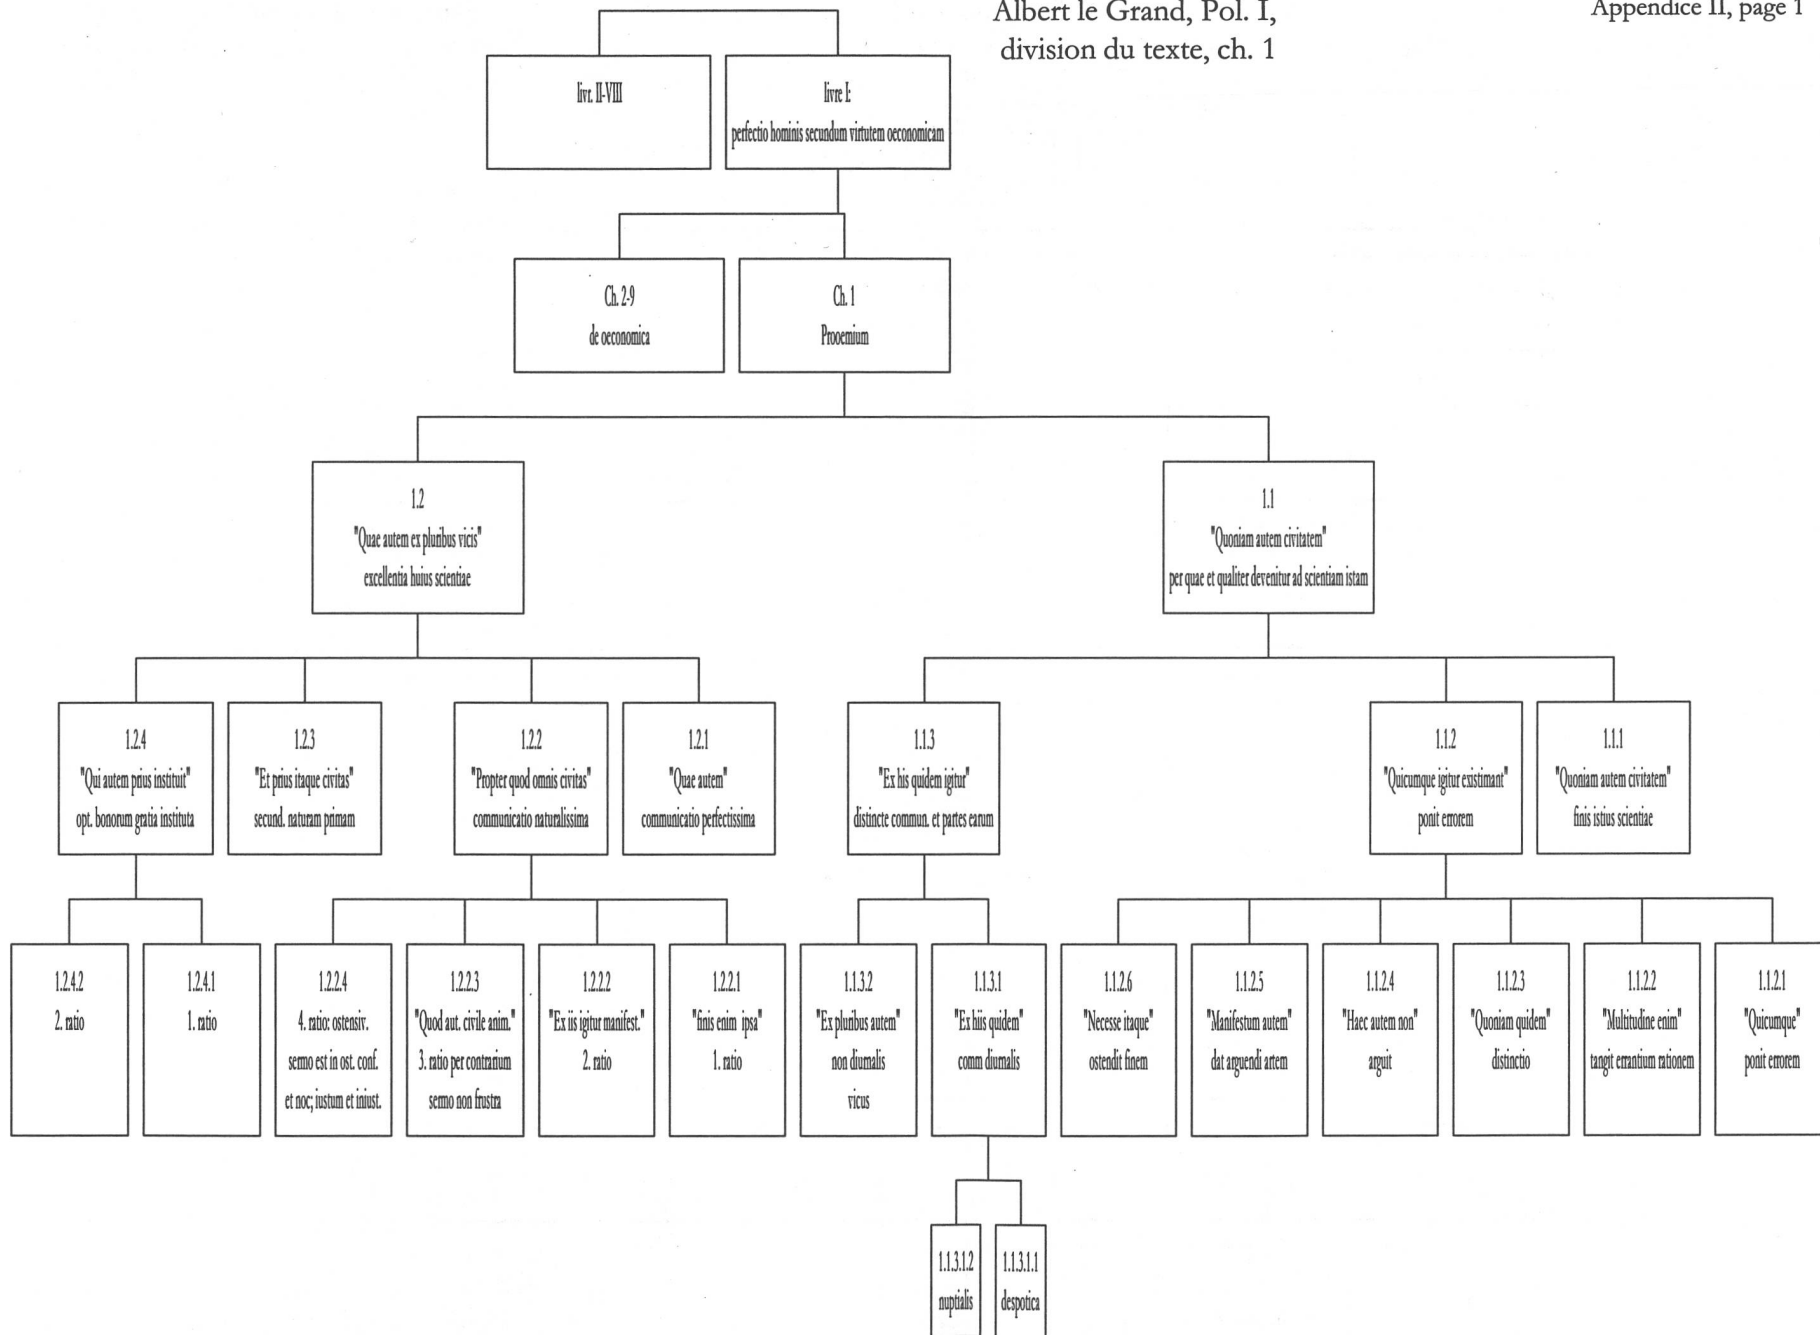 Albert le Grand, Pol. I,
division du texte, ch. 1
Appendice II, page 1
livr. II-VIII
livre I:
perfectio hominis secundum virtutem oeconomicam
Ch. 2-9
de oeconomica
Ch. 1
Prooemium
1.2
"Quae autem ex pluribus vicis"
excellentia huius scientiae
1.1
"Quoniam autem civitatem"
per quae et qualiter devenitur ad scientiam istam
1.2.4
"Qui autem prius instituit"
opt. bonorum gratia instituta
1.2.3
"Et prius itaque civitas"
secund. naturam primam
1.2.2
"Propter quod omnis civitas"
communicatio naturalissima
1.2.1
"Quae autem"
communicatio perfectissima
1.1.3
"Ex his quidem igitur"
distincte commun. et partes earum
1.1.2
"Quicumque igitur existimant"
ponit errorem
1.1.1
"Quoniam autem civitatem"
finis istius scientiae
1.2.4.2
2. ratio
1.2.4.1
1. ratio
1.2.2.4
4. ratio: ostensiv.
sermo est in ost. conf.
et noc; iustum et iniust.
1.2.2.3
"Quod aut. civile anim."
3. ratio per contrarium
sermo non frustra
1.2.2.2
"Ex iis igitur manifest."
2. ratio
1.2.2.1
"finis enim ipsa"
1. ratio
1.1.3.2
"Ex pluribus autem"
non diurnalis
vicus
1.1.3.1
"Ex hiis quidem"
comm diurnalis
1.1.2.6
"Necesse itaque"
ostendit finem
1.1.2.5
"Manifestum autem"
dat arguendi artem
1.1.2.4
"Haec autem non"
arguit
1.1.2.3
"Quoniam quidem"
distinctio
1.1.2.2
"Multitudine enim"
tangit errantium rationem
1.1.2.1
"Quicumque"
ponit errorem
1.1.3.1.2
nuptialis
1.1.3.1.1
despotica